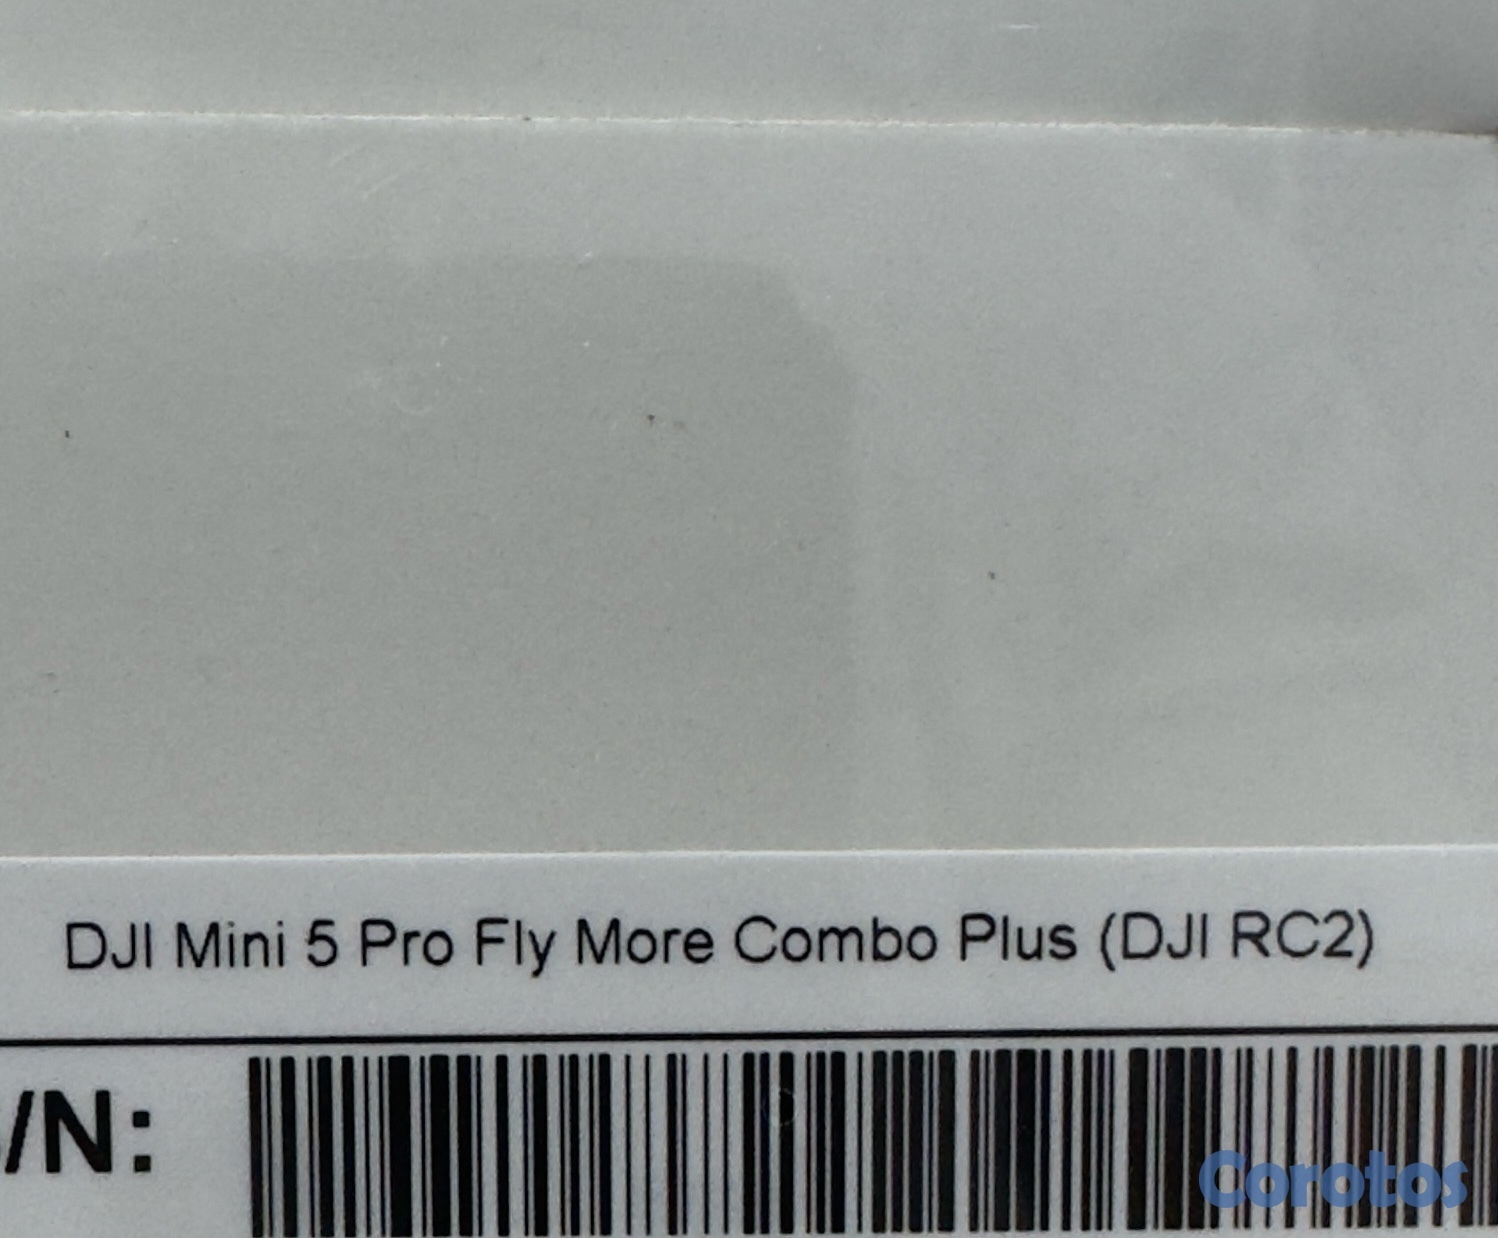 DJI Mini 5 Pro Fly More Combo Plus (DJI RC2)
/N:
Corotos